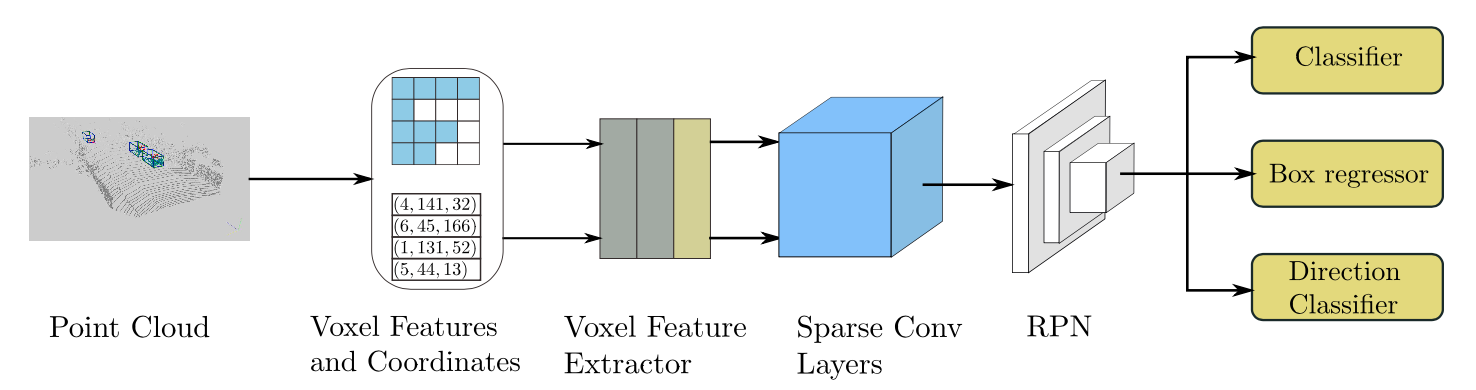 (4, 141, 32)
(6, 45, 166)
(1, 131, 52)
(5, 44, 13)
Point Cloud
Voxel Features
and Coordinates
Voxel Feature
Extractor
Sparse Conv
Layers
RPN
Classifier
Box regressor
Direction
Classifier